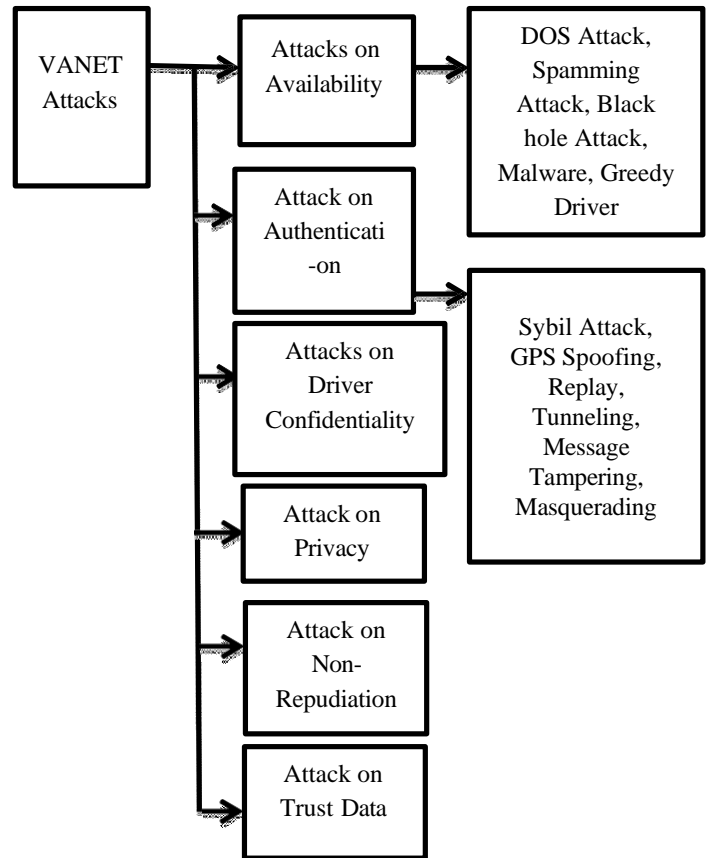 VANET
Attacks
Attacks on
Availability
DOS Attack,
Spamming
Attack, Black
hole Attack,
Malware, Greedy
Driver
Attack on
Authenticati
-on
Sybil Attack,
GPS Spoofing,
Replay,
Tunneling,
Message
Tampering,
Masquerading
Attacks on
Driver
Confidentiality
Attack on
Privacy
Attack on
Non-
Repudiation
Attack on
Trust Data